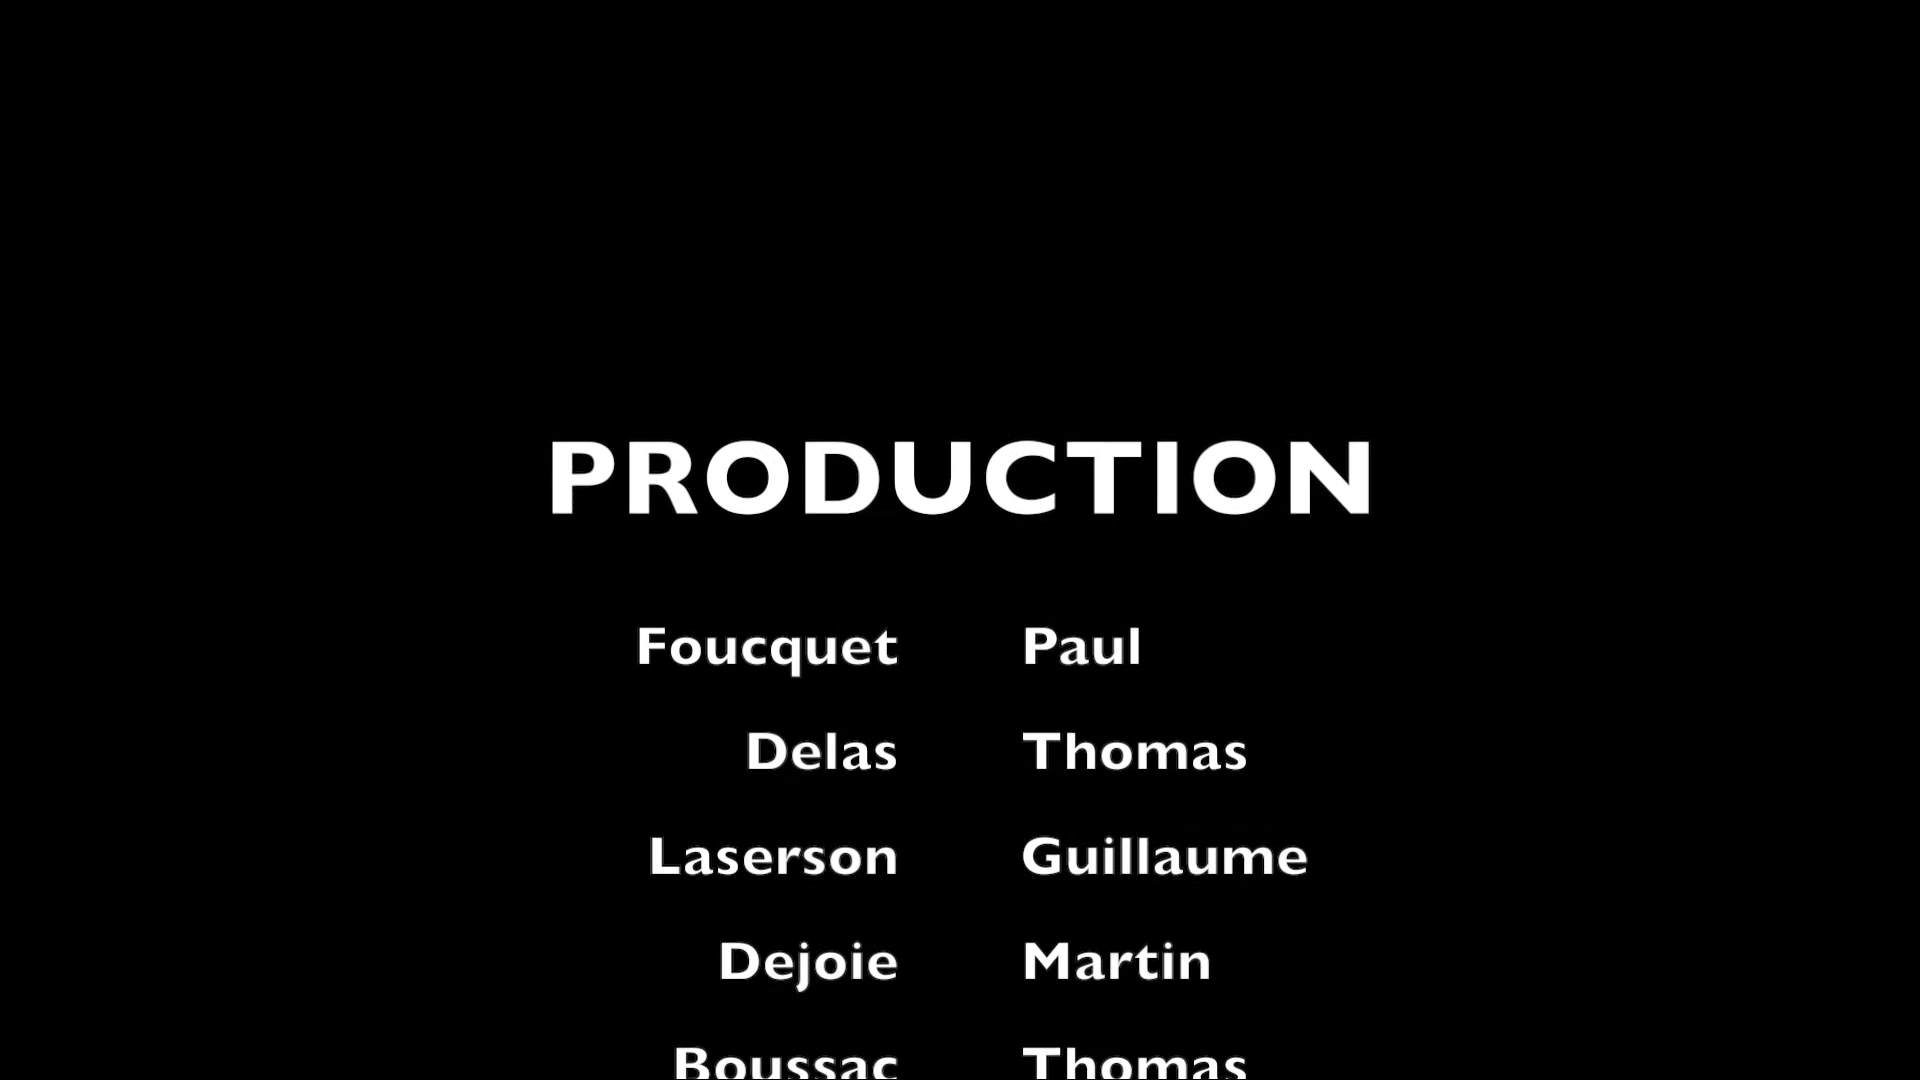 PRODUCTION
Foucquet Paul
Delas Thomas
Laserson Guillaume
Dejoie Martin
Boussac Thomas